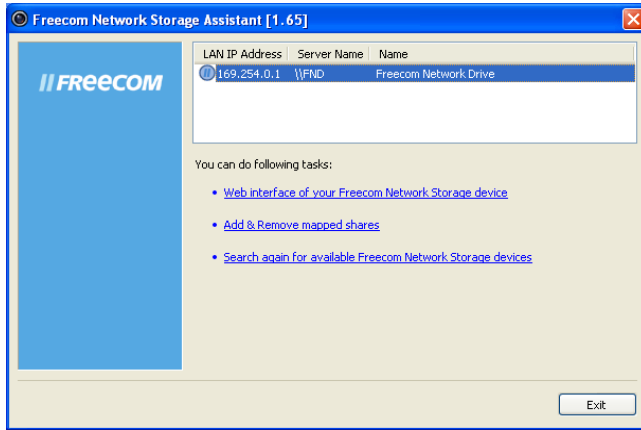 Freecom Network Storage Assistant [1.65]
FREECOM
LAN IP Address Server Name Name
169.254.0.1 \\FND Freecom Network Drive
You can do following tasks:
• Web interface of your Freecom Network Storage device
• Add & Remove mapped shares
• Search again for available Freecom Network Storage devices
Exit